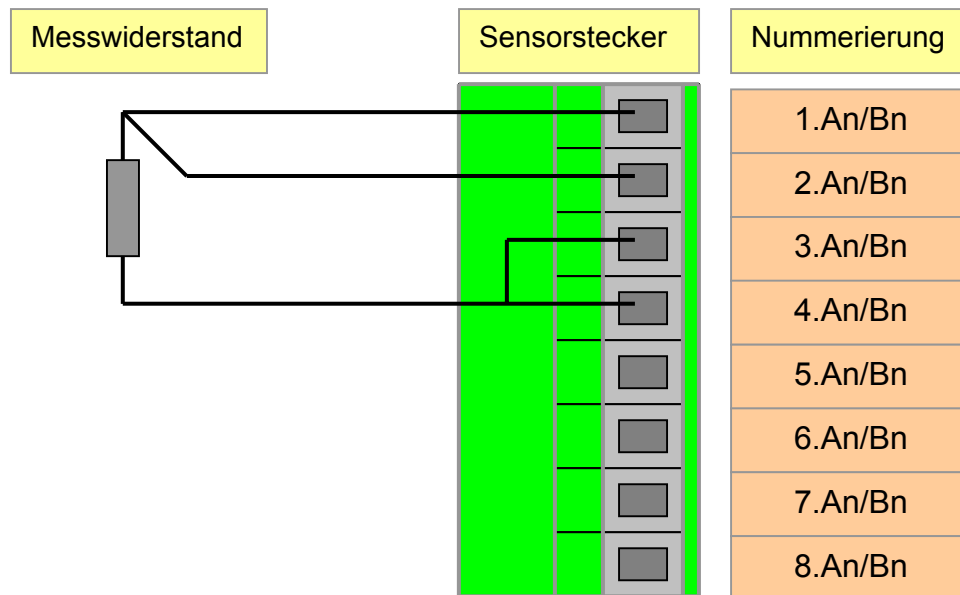 Messwiderstand
Sensorstecker
Nummerierung
1.An/Bn
2.An/Bn
3.An/Bn
4.An/Bn
5.An/Bn
6.An/Bn
7.An/Bn
8.An/Bn